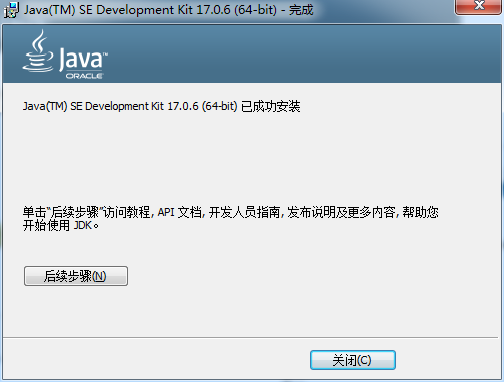 Java(TM) SE Development Kit 17.0.6 (64-bit) - 完成
Java™
ORACLE
Java(TM) SE Development Kit 17.0.6 (64-bit) 已成功安装
单击“后续步骤”访问教程, API 文档, 开发人员指南, 发布说明及更多内容, 帮助您
开始使用 JDK。
后续步骤(N)
关闭(C)